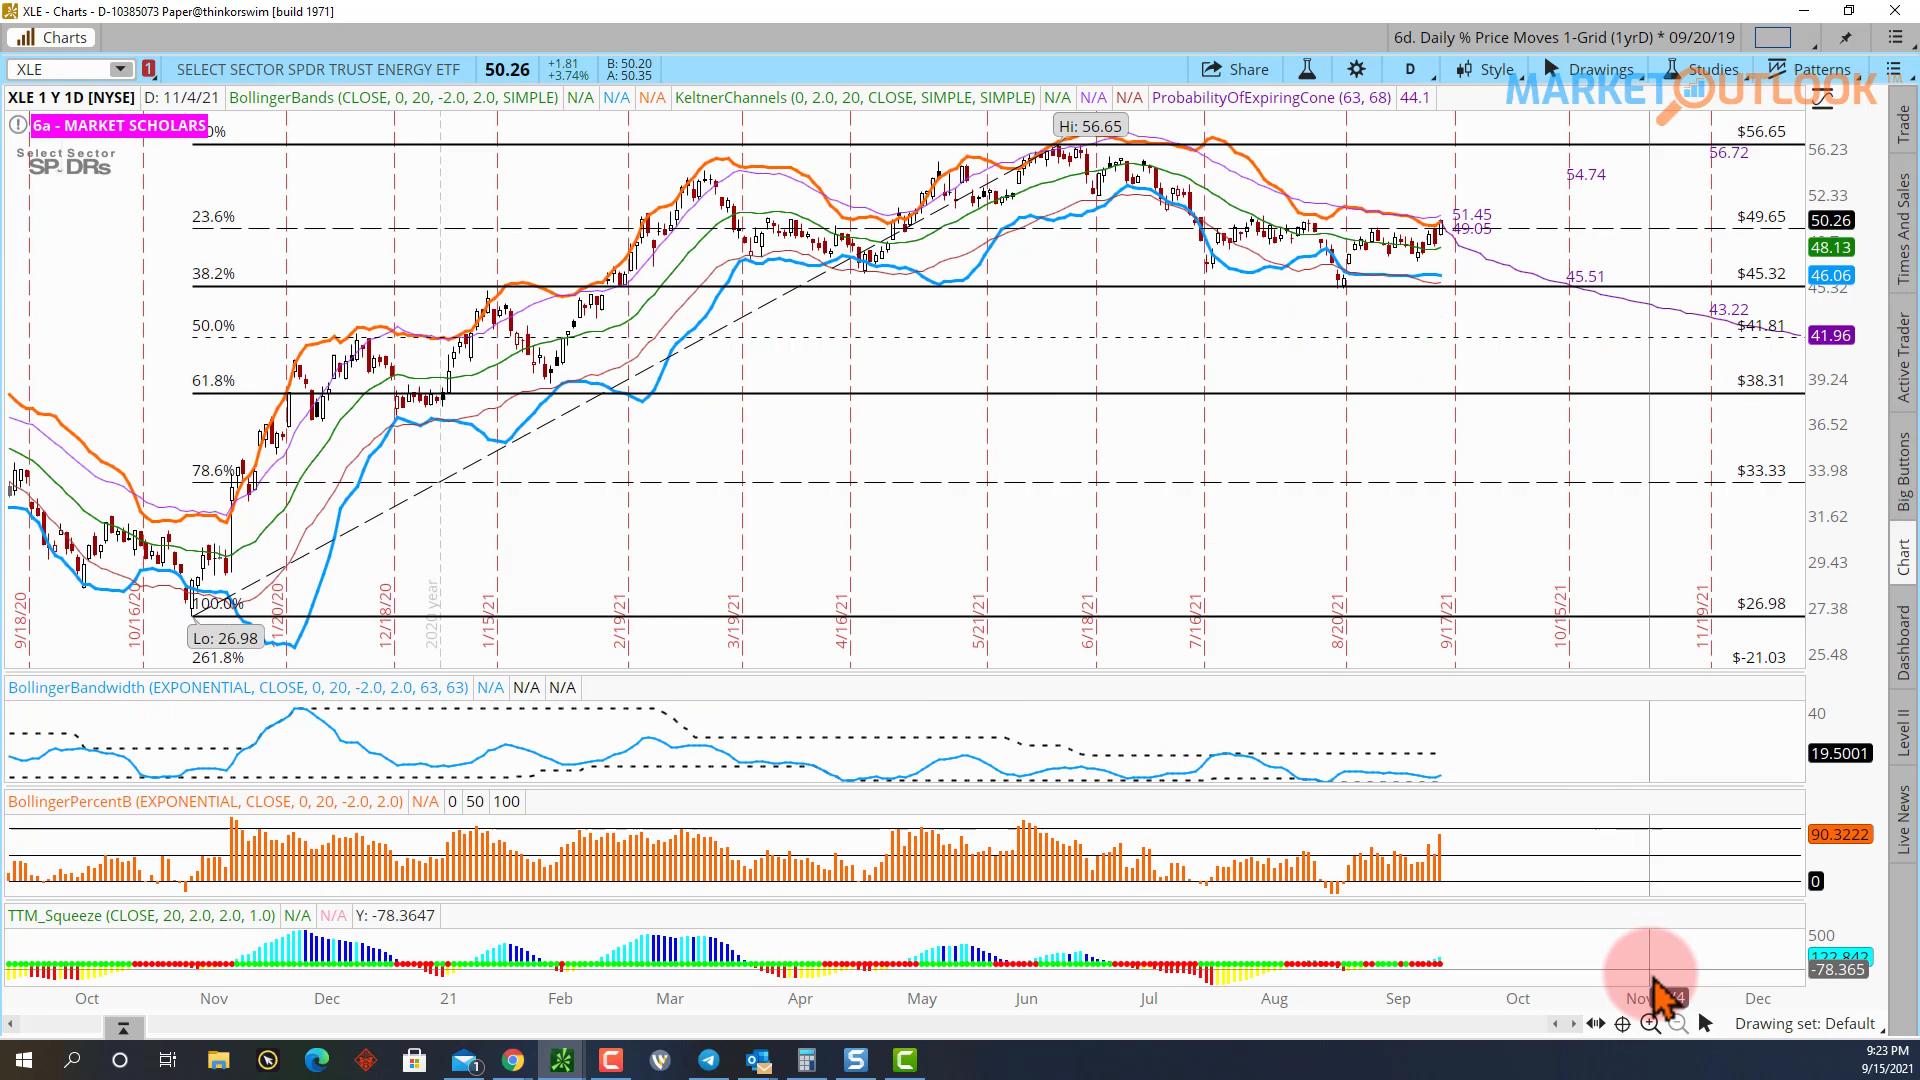 XLE - Charts - D-10385073 Paper@thinkorswim [build 1971]
Charts
6d. Daily % Price Moves 1-Grid (1yrD) * 09/20/19
XLE 1 SELECT SECTOR SPDR TRUST ENERGY ETF 50.26 +1.81 +3.74% B: 50.20 A: 50.35 Share D Style Drawings Studies Patterns
MARKET OUTLOOK
XLE 1 Y 1D [NYSE] D: 11/4/21 BollingerBands (CLOSE, 0, 20, -2.0, 2.0, SIMPLE) N/A N/A N/A KeltnerChannels (0, 2.0, 20, CLOSE, SIMPLE, SIMPLE) N/A N/A N/A ProbabilityOfExpiringCone (63, 68) 44.1
6a - MARKET SCHOLARS 0% Hi: 56.65 $56.65
Select Sector
SPDRs
56.23
56.72
54.74
52.33
23.6% 51.45 $49.65 50.26
49.05
48.13
38.2% 45.51 $45.32 46.06
45.32
43.22
50.0% $41.81 41.96
61.8% $38.31 39.24
36.52
78.6% $33.33 33.98
31.62
29.43
100.0% $26.98 27.38
Lo: 26.98
261.8% $-21.03 25.48
9/18/20 10/16/20 11/20/20 12/18/20 2020 year 1/15/21 2/19/21 3/19/21 4/16/21 5/21/21 6/18/21 7/16/21 8/20/21 9/17/21 10/15/21 11/19/21
BollingerBandwidth (EXPONENTIAL, CLOSE, 0, 20, -2.0, 2.0, 63, 63) N/A N/A N/A
40
19.5001
BollingerPercentB (EXPONENTIAL, CLOSE, 0, 20, -2.0, 2.0) N/A 0 50 100
90.3222
0
TTM_Squeeze (CLOSE, 20, 2.0, 2.0, 1.0) N/A N/A Y: -78.3647
500
122.842
-78.365
Oct Nov Dec 21 Feb Mar Apr May Jun Jul Aug Sep Oct Nov Dec
Drawing set: Default
Trade
Times And Sales
Active Trader
Big Buttons
Chart
Dashboard
Level II
Live News
1
9:23 PM
9/15/2021